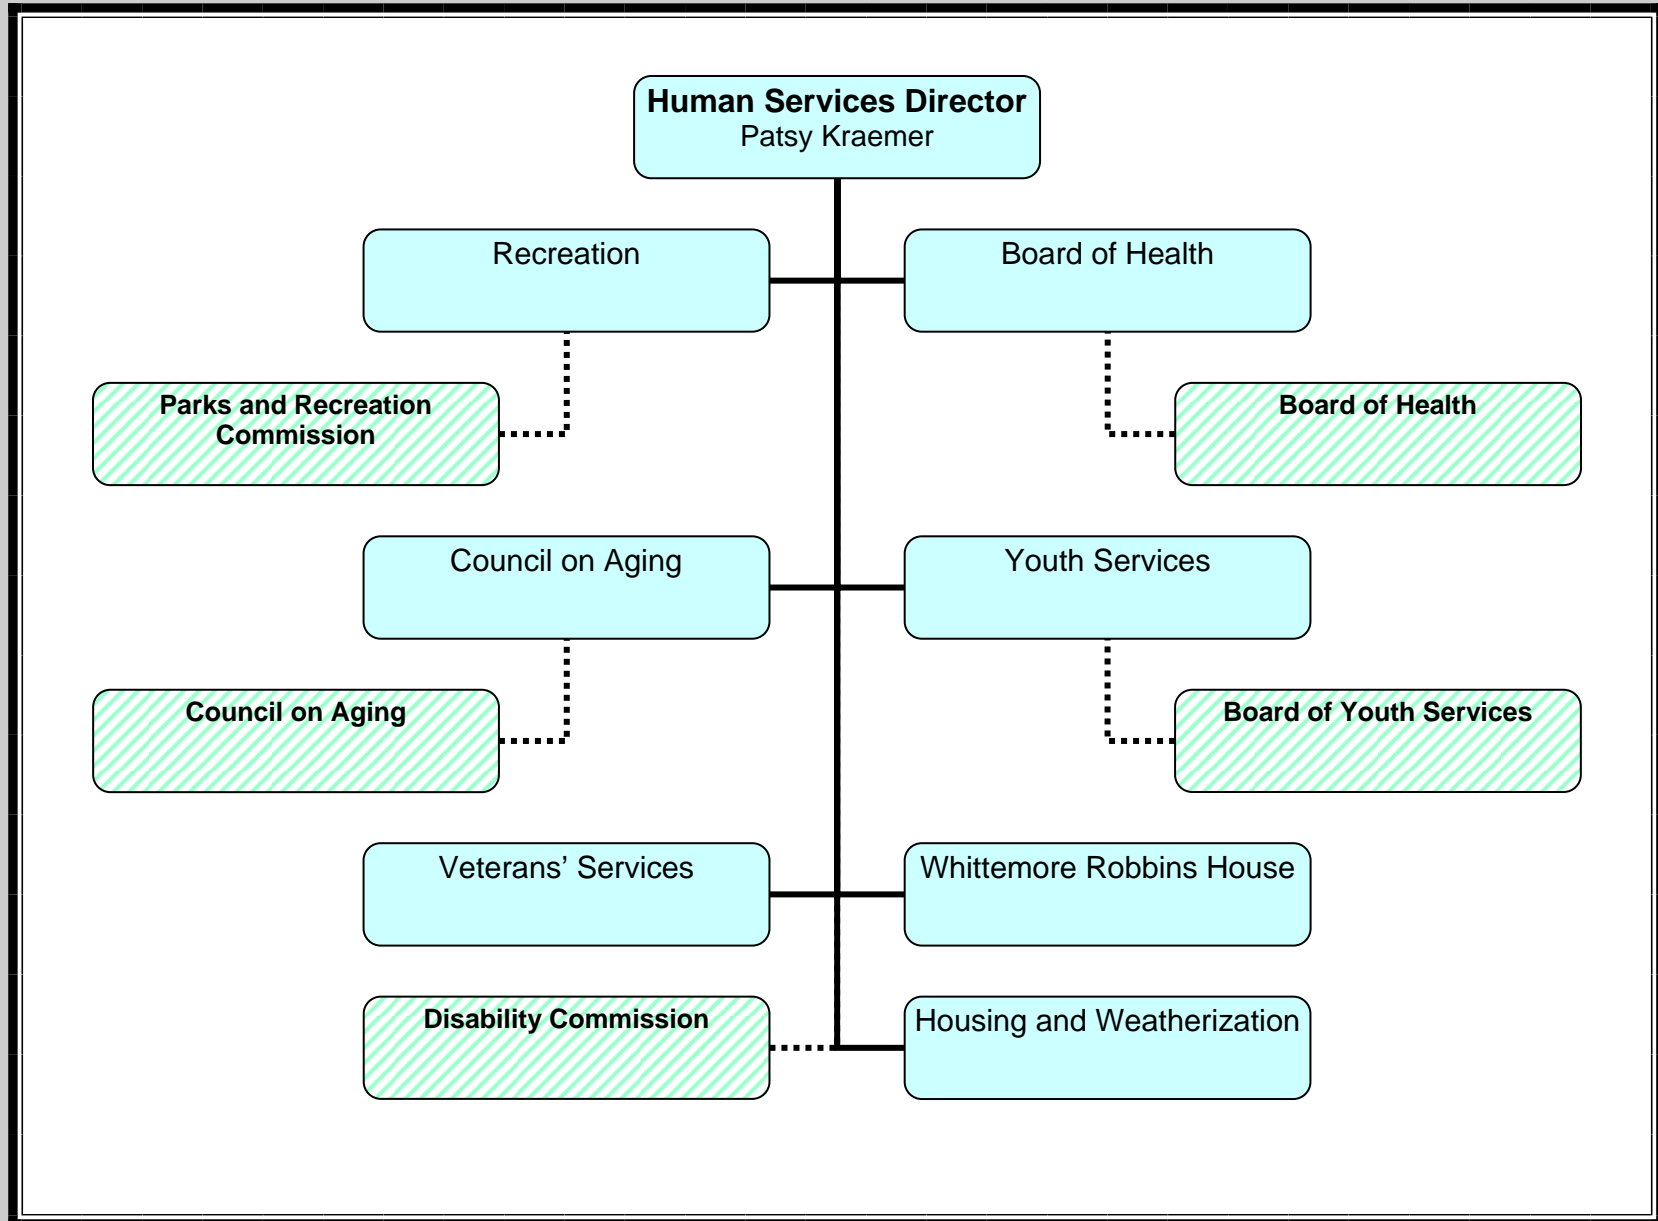 Human Services Director
Patsy Kraemer
Recreation
Board of Health
Parks and Recreation
Commission
Board of Health
Council on Aging
Youth Services
Council on Aging
Board of Youth Services
Veterans’ Services
Whittemore Robbins House
Disability Commission
Housing and Weatherization